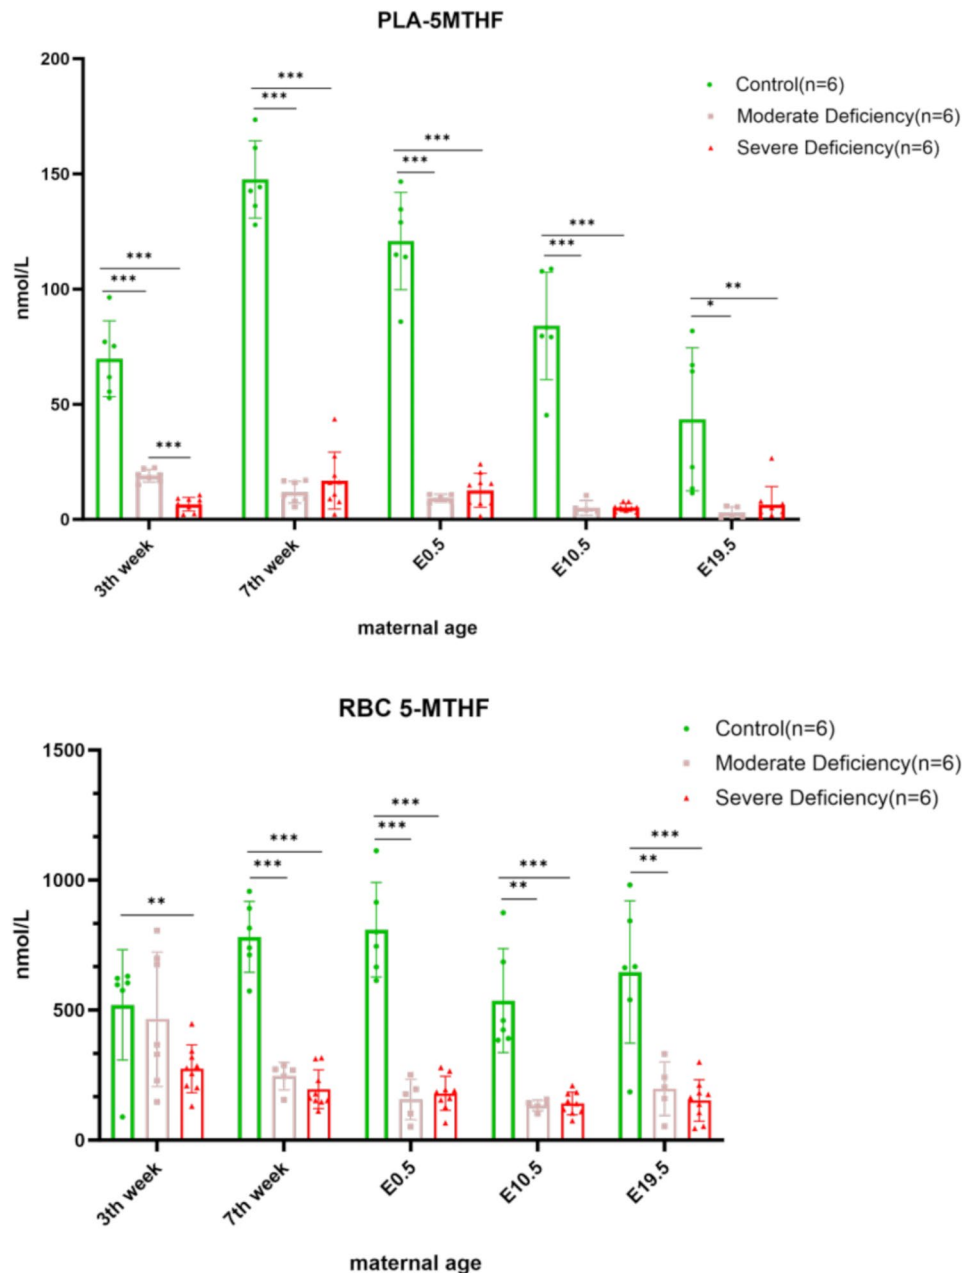 PLA-5MTHF
200
150
100
50
0
nmol/L
Control(n=6)
Moderate Deficiency(n=6)
Severe Deficiency(n=6)
***
***
***
***
***
***
***
***
***
**
*
3th week
7th week
E0.5
E10.5
E19.5
maternal age
RBC 5-MTHF
1500
1000
500
0
nmol/L
Control(n=6)
Moderate Deficiency(n=6)
Severe Deficiency(n=6)
**
***
***
***
***
***
**
***
**
3th week
7th week
E0.5
E10.5
E19.5
maternal age